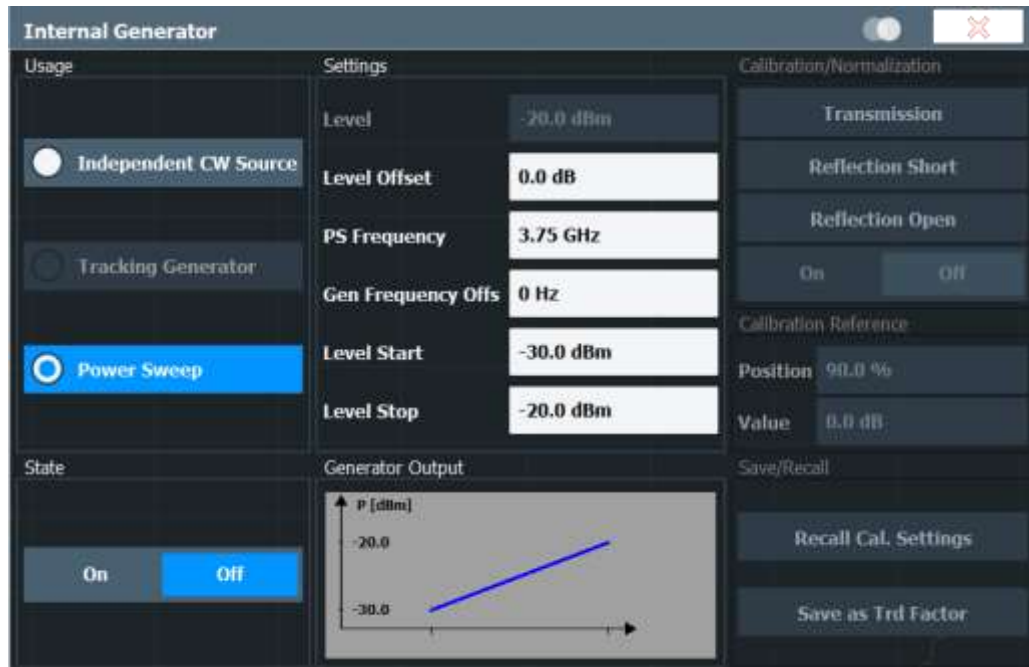 Internal Generator
Usage
Independent CW Source
Tracking Generator
Power Sweep
State
On
Off
Settings
Level
-20.0 dBm
Level Offset
0.0 dB
PS Frequency
3.75 GHz
Gen Frequency Offs
0 Hz
Level Start
-30.0 dBm
Level Stop
-20.0 dBm
Generator Output
P [dBm]
-20.0
-30.0
Calibration/Normalization
Transmission
Reflection Short
Reflection Open
On
Off
Calibration Reference
Position
90.0 %
Value
0.0 dB
Save/Recall
Recall Cal. Settings
Save as Trd Factor